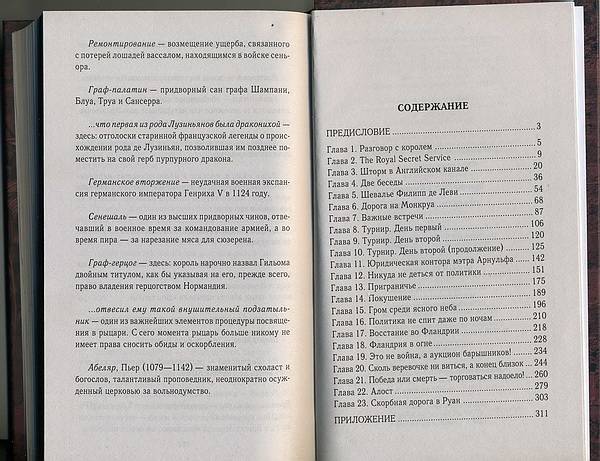 Ремонтирование — возмещение ущерба, связанного
с потерей лошадей вассалом, находящимся в войске сень-
ора.
Граф-палатин — придворный сан графа Шампани,
Блуа, Труа и Сансерра.
...что первая из рода Лузиньянов была драконихой —
здесь: отголоски старинной французской легенды о проис-
хождении рода де Лузиньян, позволившая им позднее по-
местить на свой герб пурпурного дракона.
Германское вторжение — неудачная военная экспан-
сия германского императора Генриха V в 1124 году.
Сенешаль — один из высших придворных чинов, отве-
чавший в военное время за командование армией, а во
время пира — за нарезание мяса для сюзерена.
Граф-герцог — здесь: король нарочно назвал Гильома
двойным титулом, как бы указывая на его, прежде всего,
право владения герцогством Нормандия.
...отвесил ему такой внушительный подзатыль-
ник — один из важнейших элементов процедуры посвяще-
ния в рыцари. С сего момента рыцарь больше никому не
имеет права сносить обиды и оскорбления.
Абеляр, Пьер (1079—1142) — знаменитый схоласт и
богослов, талантливый проповедник, неоднократно осуж-
денный церковью за вольнодумство.
СОДЕРЖАНИЕ
ПРЕДИСЛОВИЕ 3
Глава 1. Разговор с королем 5
Глава 2. The Royal Secret Service 9
Глава 3. Шторм в Английском канале 20
Глава 4. Две беседы 36
Глава 5. Шевалье Филипп де Леви 54
Глава 6. Дорога на Монкруа 68
Глава 7. Важные встречи 87
Глава 8. Турнир. День первый 106
Глава 9. Турнир. День второй 120
Глава 10. Турнир. День второй (продолжение) 125
Глава 11. Юридическая контора мэтра Арнульфа 142
Глава 12. Никуда не деться от политики 151
Глава 13. Приграничье 175
Глава 14. Покушение 189
Глава 15. Гром среди ясного неба 196
Глава 16. Политика не спит даже по ночам 210
Глава 17. Восстание во Фландрии 218
Глава 18. Фландрия в огне 228
Глава 19. Это не война, а аукцион барышников! 234
Глава 20. Сколь веревочке ни виться, а конец близок 244
Глава 21. Победа или смерть — торговаться надоело! 260
Глава 22. Алост 279
Глава 23. Скорбная дорога в Руан 303
ПРИЛОЖЕНИЕ 311